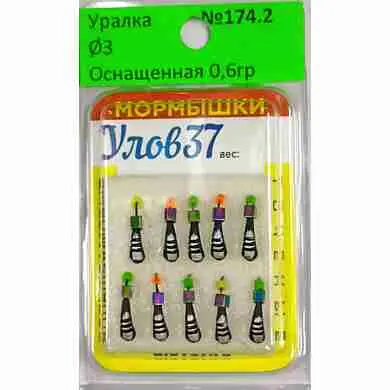 Уралка №174.2
Ø3
Оснащенная 0,6гр
МОРМЫШКИ
Улов37
вес: